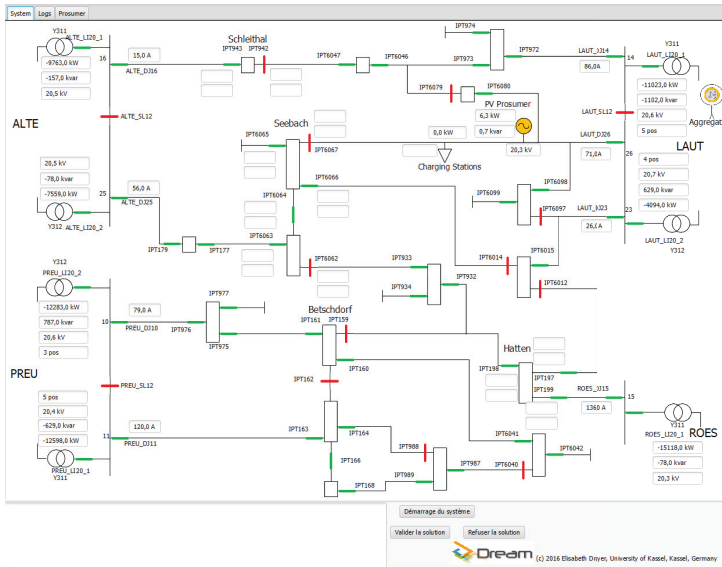 System Logs Prosumer
Y311
ALTE_LI20_1
-9763,0 kW
-157,0 kvar
20,5 kV
16
15,0 A
ALTE_DJ16
ALTE_SL12
ALTE
20,5 kV
-78,0 kvar
-7559,0 kW
25
56,0 A
ALTE_DJ25
Y312 ALTE_LI20_2
IPT179 IPT177
Schleithal
IPT943 IPT942
IPT6047 IPT6046
IPT974
IPT973
IPT972
LAUT_DJ14
86,0A
14
Y311
LAUT_LI20_1
-11023,0 kW
-1102,0 kvar
20,6 kV
5 pos
Aggregat
LAUT_SL12
LAUT
LAUT_DJ26
71,0A
26
4 pos
20,7 kV
629,0 kvar
-4094,0 kW
23
26,0 A
LAUT_LI20_2
Y312
IPT6079 IPT6080
PV Prosumer
6,3 kW
0,7 kvar
20,3 kV
0,0 kW
Charging Stations
Seebach
IPT6065
IPT6067
IPT6066
IPT6064
IPT6063
IPT6062
IPT6099
IPT6098
IPT6097
IPT6014
IPT6015
IPT6012
IPT933
IPT932
IPT934
Y312
PREU_LI20_2
-12283,0 kW
787,0 kvar
20,6 kV
3 pos
10
79,0 A
PREU_DJ10
IPT976
IPT977
IPT975
PREU
PREU_SL12
5 pos
20,4 kV
-629,0 kvar
-12598,0 kW
11
120,0 A
PREU_DJ11
PREU_LI20_1
Y311
Betschdorf
IPT161 IPT159
IPT160
IPT162
IPT163
IPT164
IPT166
IPT168
IPT988
IPT989
IPT987
IPT6040
IPT6041
IPT6042
Hatten
IPT198
IPT197
IPT199
ROES_JJ15
1360 A
15
Y311
ROES_LI20_1
ROES
-15118,0 kW
-78,0 kvar
20,3 kV
Démarrage du système
Valider la solution Refuser la solution
Dream (c) 2016 Elisabeth Dnyer, University of Kassel, Kassel, Germany